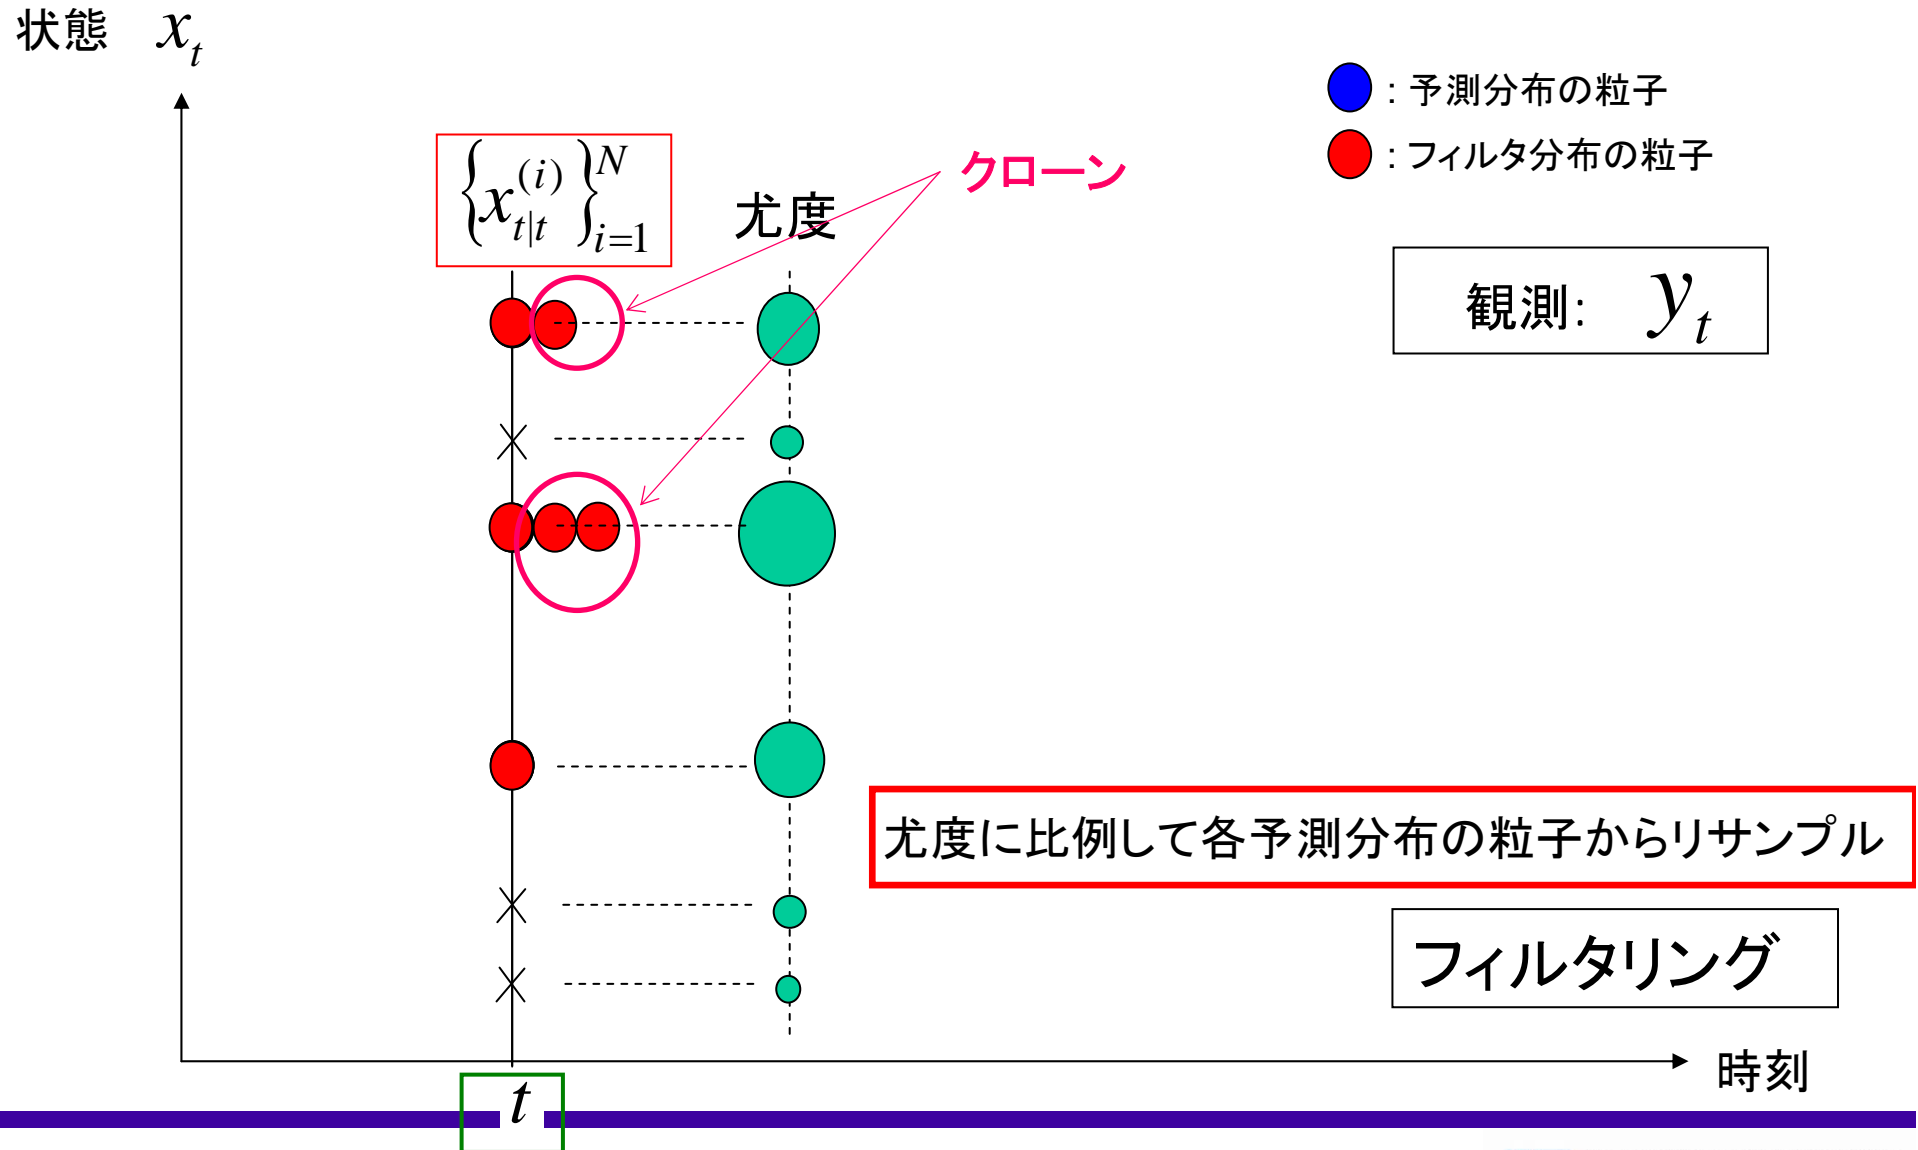 状態 x_t
: 予測分布の粒子
: フィルタ分布の粒子
{x_{t|t}^{(i)}}_{i=1}^{N}
クローン
尤度
観測: y_t
尤度に比例して各予測分布の粒子からリサンプル
フィルタリング
時刻
t